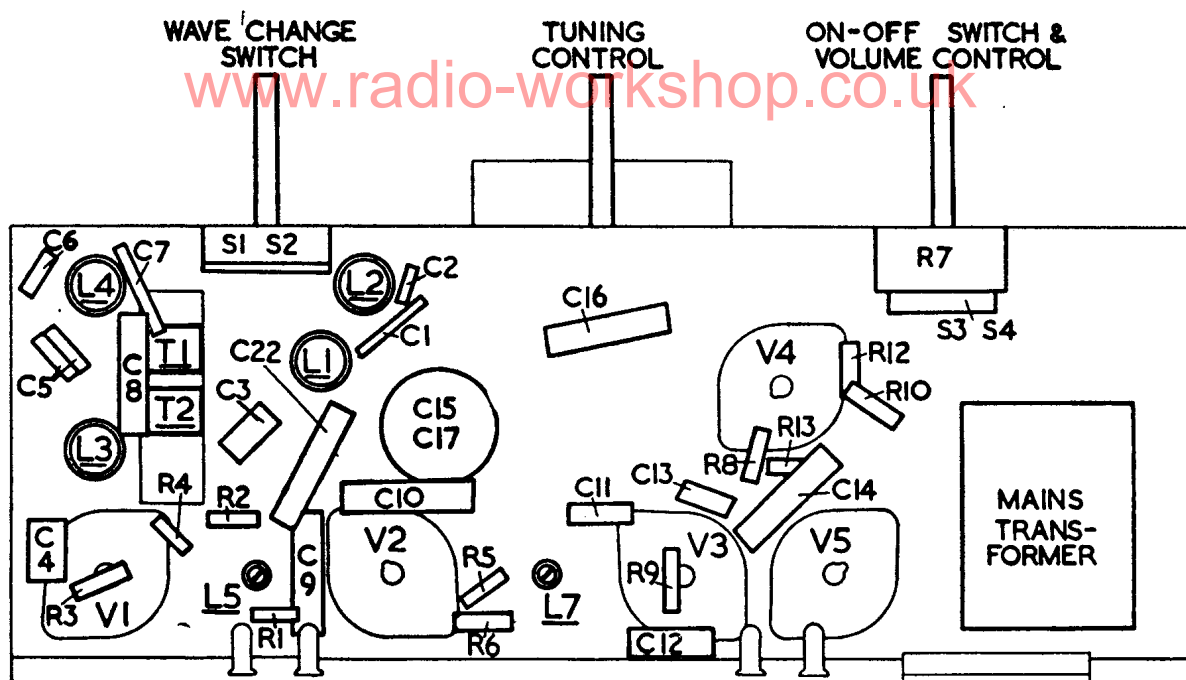 WAVE CHANGE
SWITCH
TUNING
CONTROL
ON-OFF SWITCH &
VOLUME CONTROL
www.radio-workshop.co.uk
S1 S2
R7
S3 S4
C6
C7
L4
L2
C2
C1
C16
C5
C8
T1
T2
C22
L1
C3
C15
C17
V4
R12
R10
L3
R4
R2
C10
C11
C13
R8
R13
C14
MAINS
TRANS-
FORMER
C4
R3
V1
L5
R1
C9
V2
R5
R6
L7
R9
V3
V5
C12